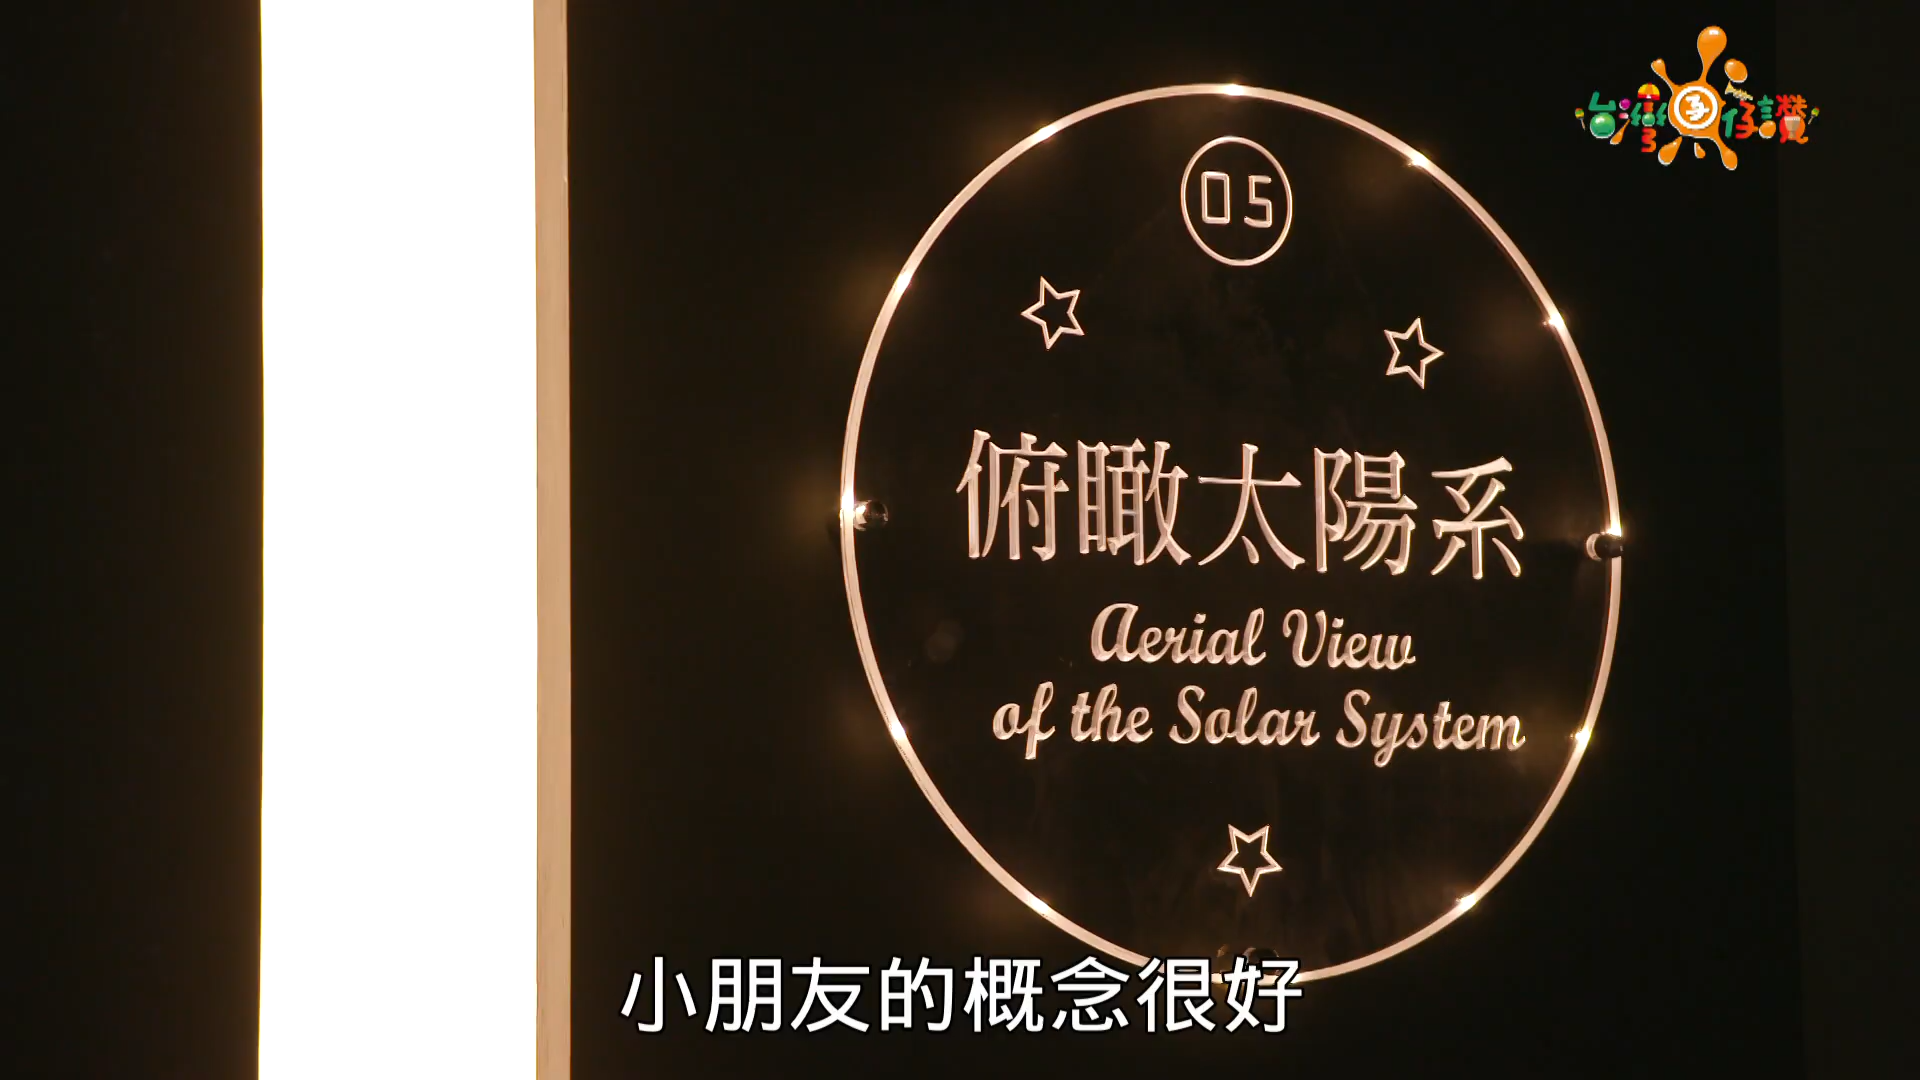 台灣囝仔讚
05
俯瞰太陽系
Aerial View
of the Solar System
小朋友的概念很好